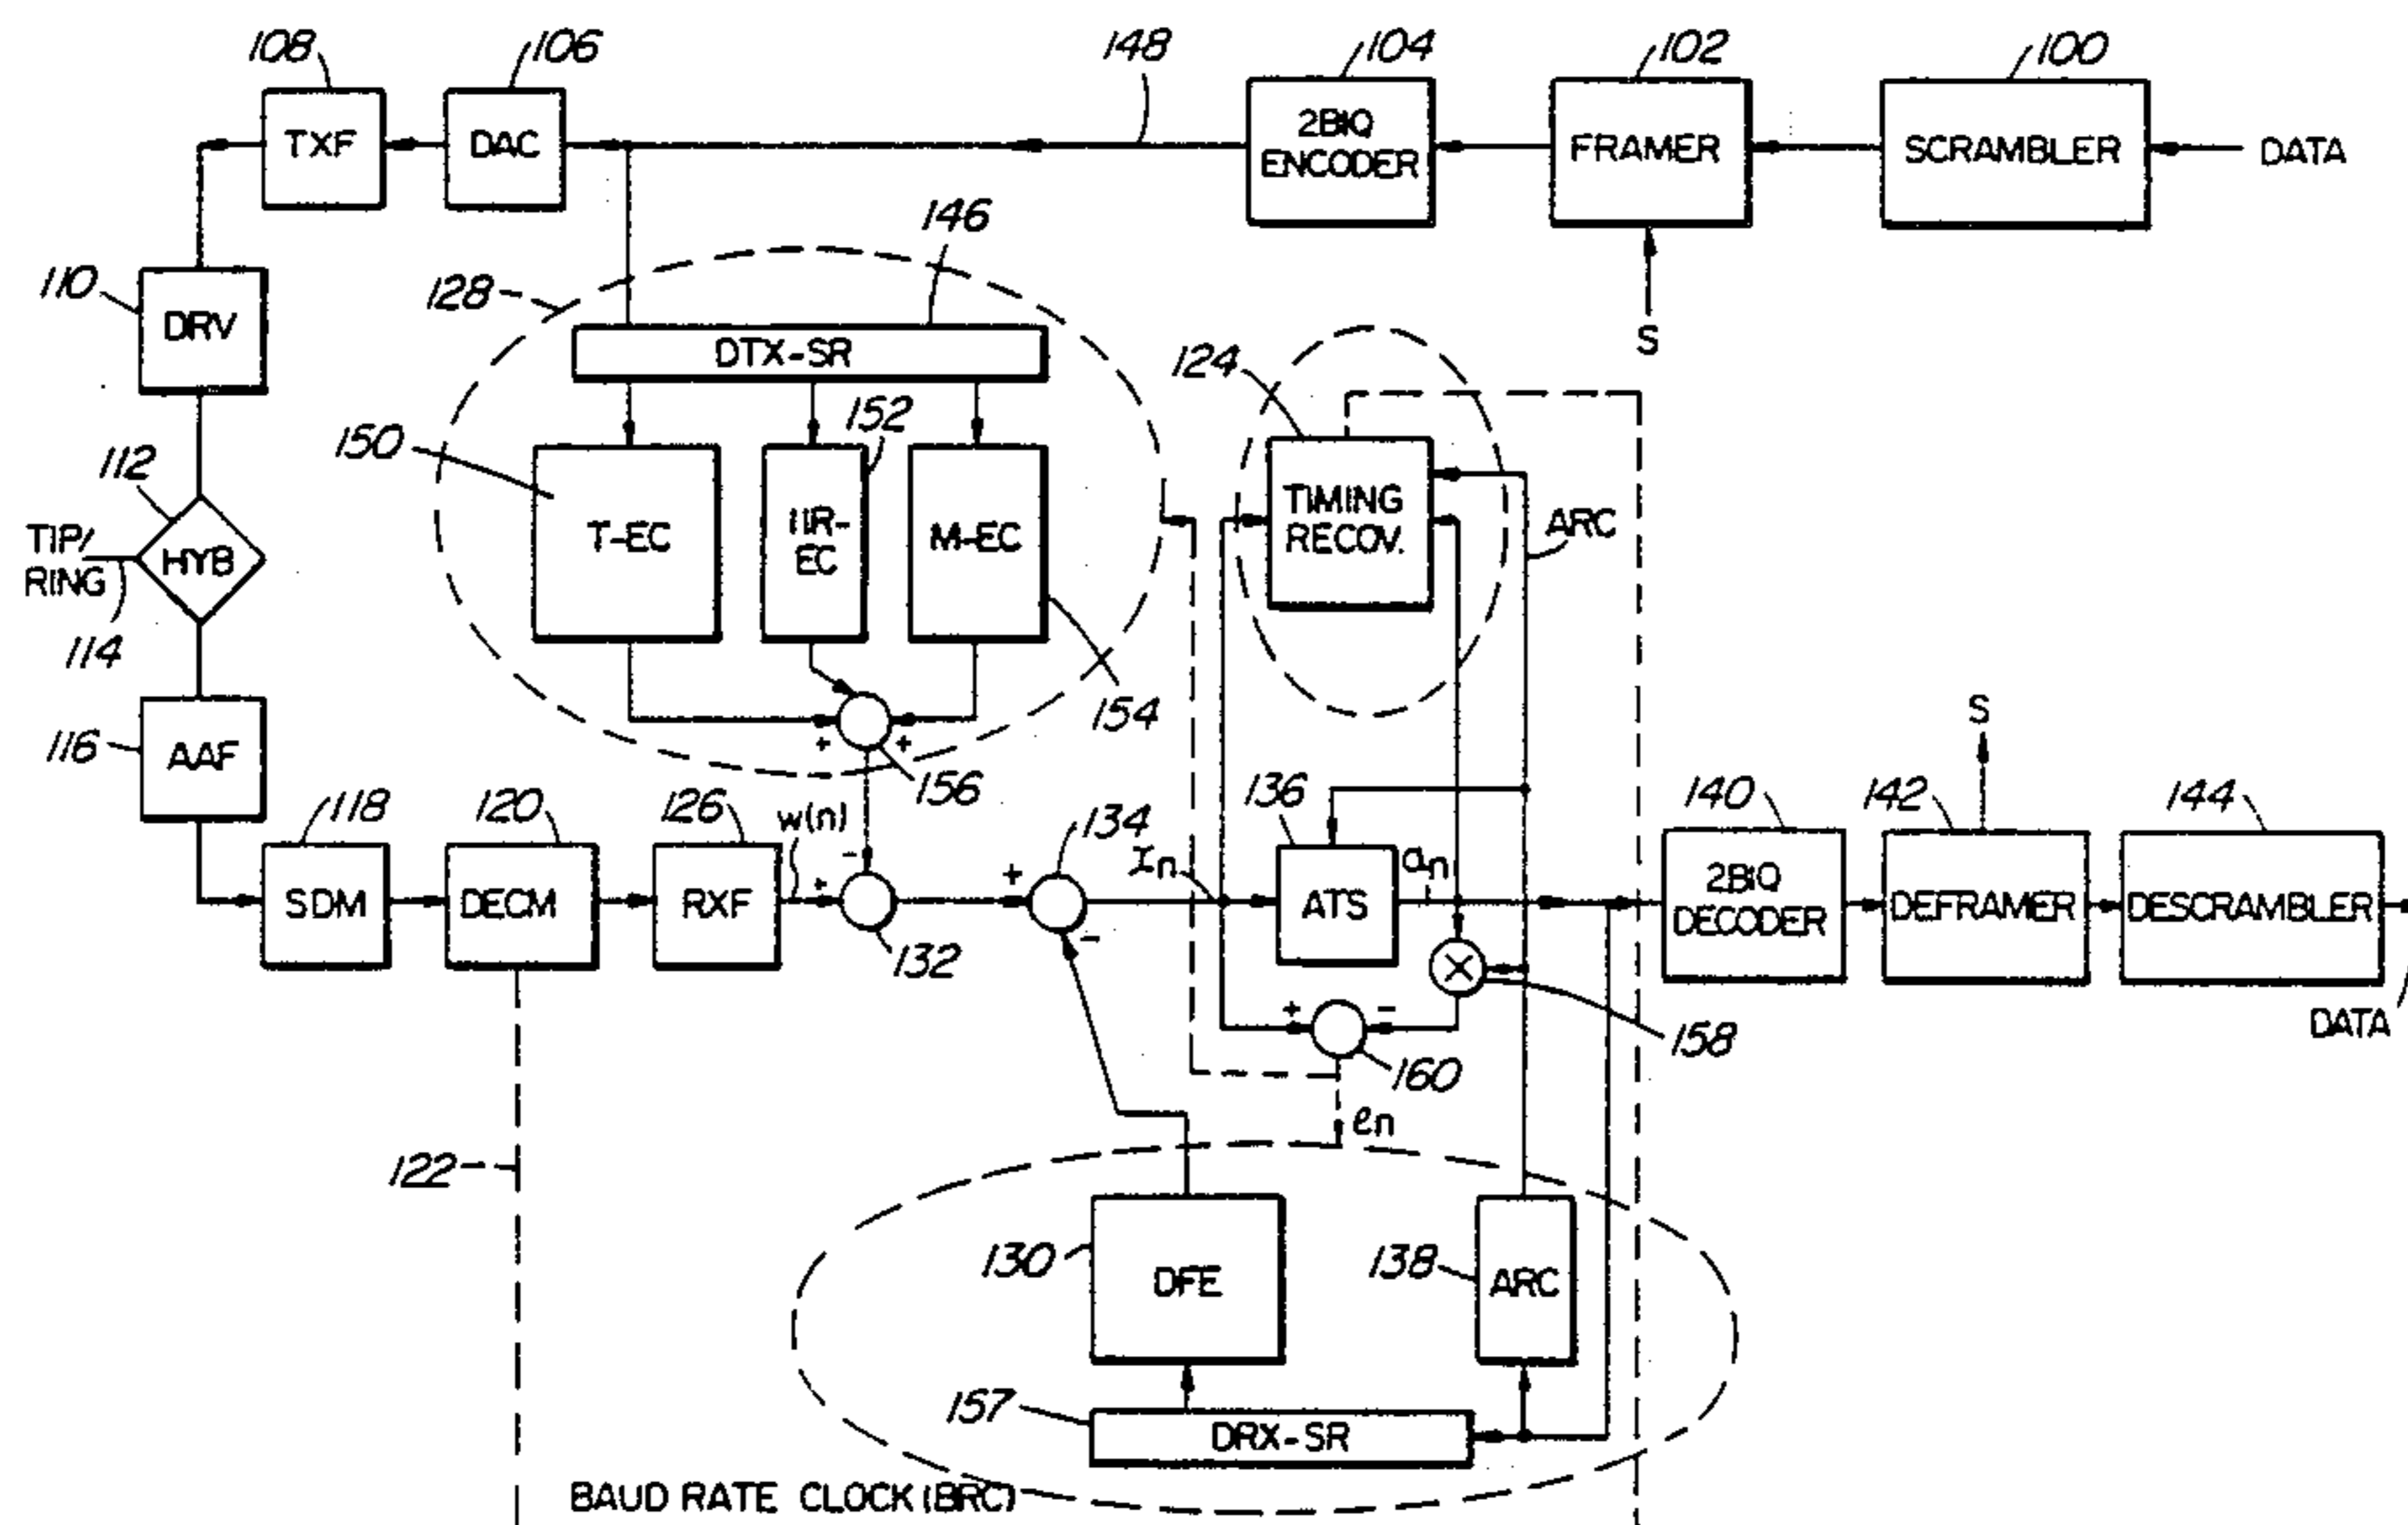 108
106
148
104
102
100
TXF
DAC
2B1Q
ENCODER
FRAMER
SCRAMBLER
DATA
146
110
128
DRV
DTX-SR
124
S
152
150
112
TIP/
RING
HYB
T-EC
IIR-
EC
M-EC
TIMING
RECOV.
ARC
114
154
S
116
AAF
+
+
156
118
120
126
w(n)
134
136
140
142
144
-
+
+
In
an
SDM
DECM
RXF
ATS
2B1Q
DECODER
DEFRAMER
DESCRAMBLER
132
-
+
-
158
DATA
160
en
122
130
DFE
138
ARC
157
DRX-SR
BAUD RATE CLOCK (BRC)